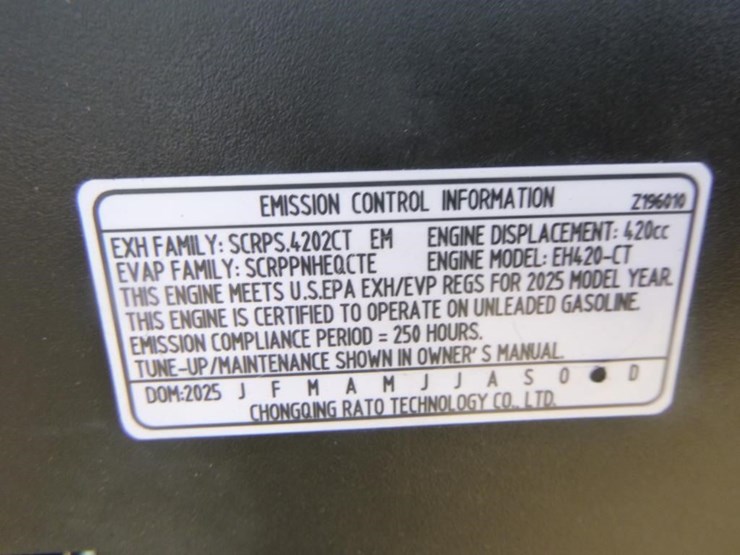 EMISSION CONTROL INFORMATION Z196010
EXH FAMILY: SCRPS.4202CT EM ENGINE DISPLACEMENT: 420cc
EVAP FAMILY: SCRPPNHEQCTE ENGINE MODEL: EH420-CT
THIS ENGINE MEETS U.S.EPA EXH/EVP REGS FOR 2025 MODEL YEAR.
THIS ENGINE IS CERTIFIED TO OPERATE ON UNLEADED GASOLINE.
EMISSION COMPLIANCE PERIOD = 250 HOURS.
TUNE-UP/MAINTENANCE SHOWN IN OWNER'S MANUAL.
DOM:2025 J F M A M J J A S O ● D
CHONGQING RATO TECHNOLOGY CO., LTD.